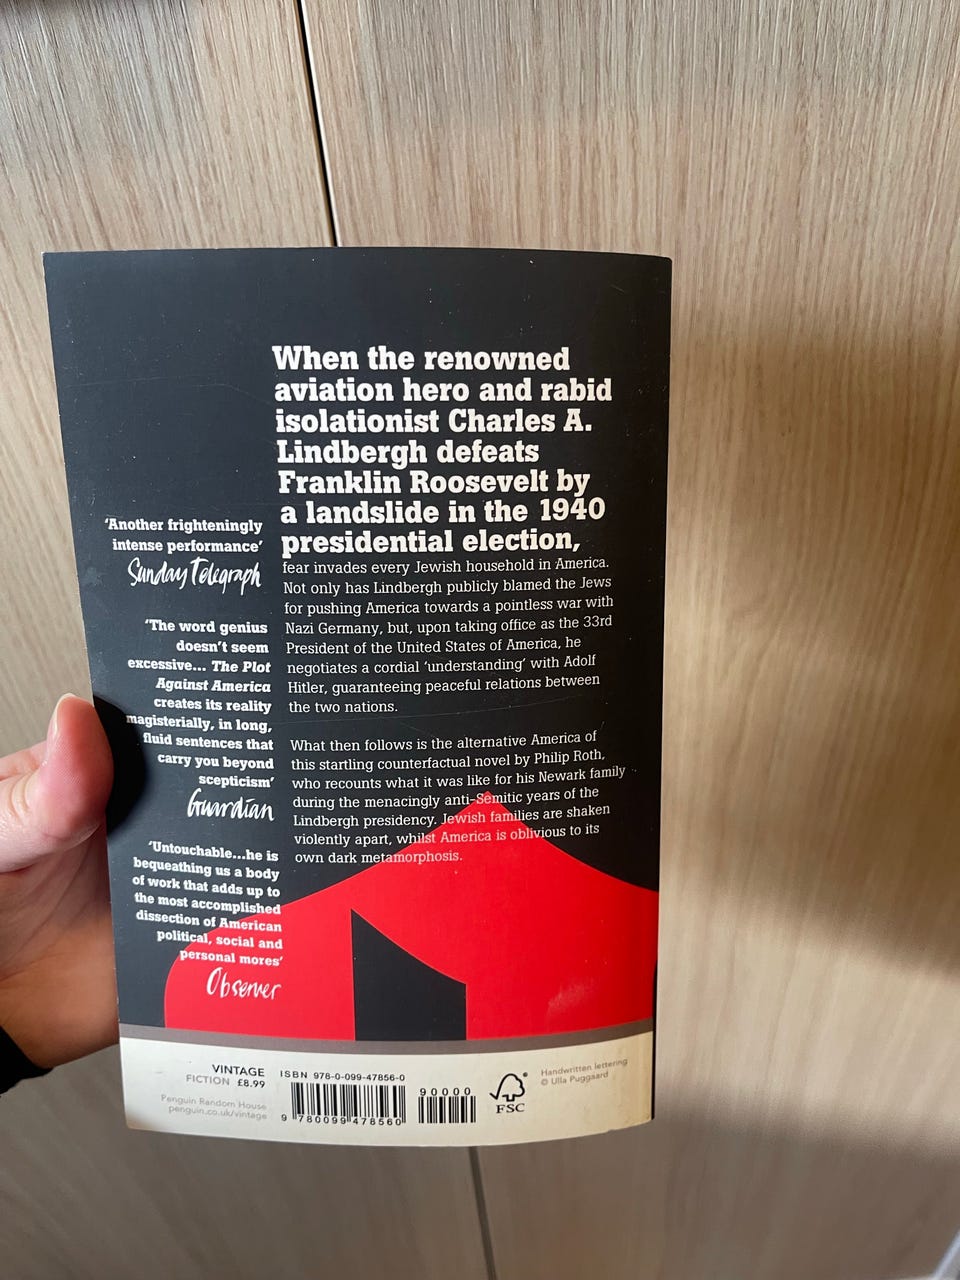 When the renowned
aviation hero and rabid
isolationist Charles A.
Lindbergh defeats
Franklin Roosevelt by
a landslide in the 1940
presidential election,
fear invades every Jewish household in America.
Not only has Lindbergh publicly blamed the Jews
for pushing America towards a pointless war with
Nazi Germany, but, upon taking office as the 33rd
President of the United States of America, he
negotiates a cordial ‘understanding’ with Adolf
Hitler, guaranteeing peaceful relations between
the two nations.
What then follows is the alternative America of
this startling counterfactual novel by Philip Roth,
who recounts what it was like for his Newark family
during the menacingly anti-Semitic years of the
Lindbergh presidency. Jewish families are shaken
violently apart, whilst America is oblivious to its
own dark metamorphosis.
‘Another frighteningly
intense performance’
Sunday Telegraph
‘The word genius
doesn’t seem
excessive... The Plot
Against America
creates its reality
magisterially, in long,
fluid sentences that
carry you beyond
scepticism’
Guardian
‘Untouchable...he is
bequeathing us a body
of work that adds up to
the most accomplished
dissection of American
political, social and
personal mores’
Observer
VINTAGE
FICTION £8.99
Penguin Random House
penguin.co.uk/vintage
ISBN 978-0-099-47856-0
90000
9 780099 478560
FSC
Handwritten lettering
© Ulla Puggaard